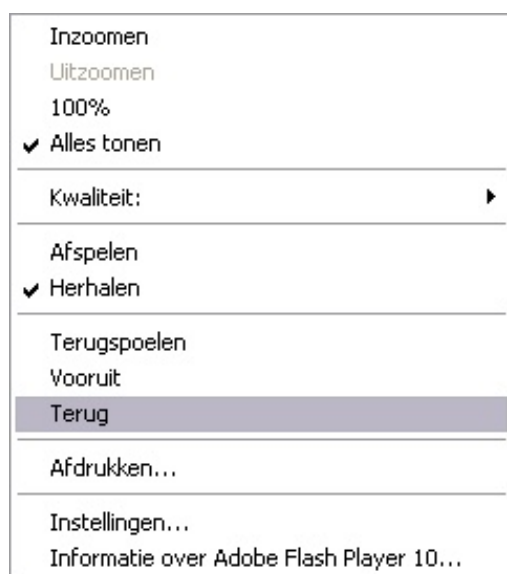 Inzoomen
Uitzoomen
100%
Alles tonen
Kwaliteit:
Afspelen
Herhalen
Terugspoelen
Vooruit
Terug
Afdrukken...
Instellingen...
Informatie over Adobe Flash Player 10...